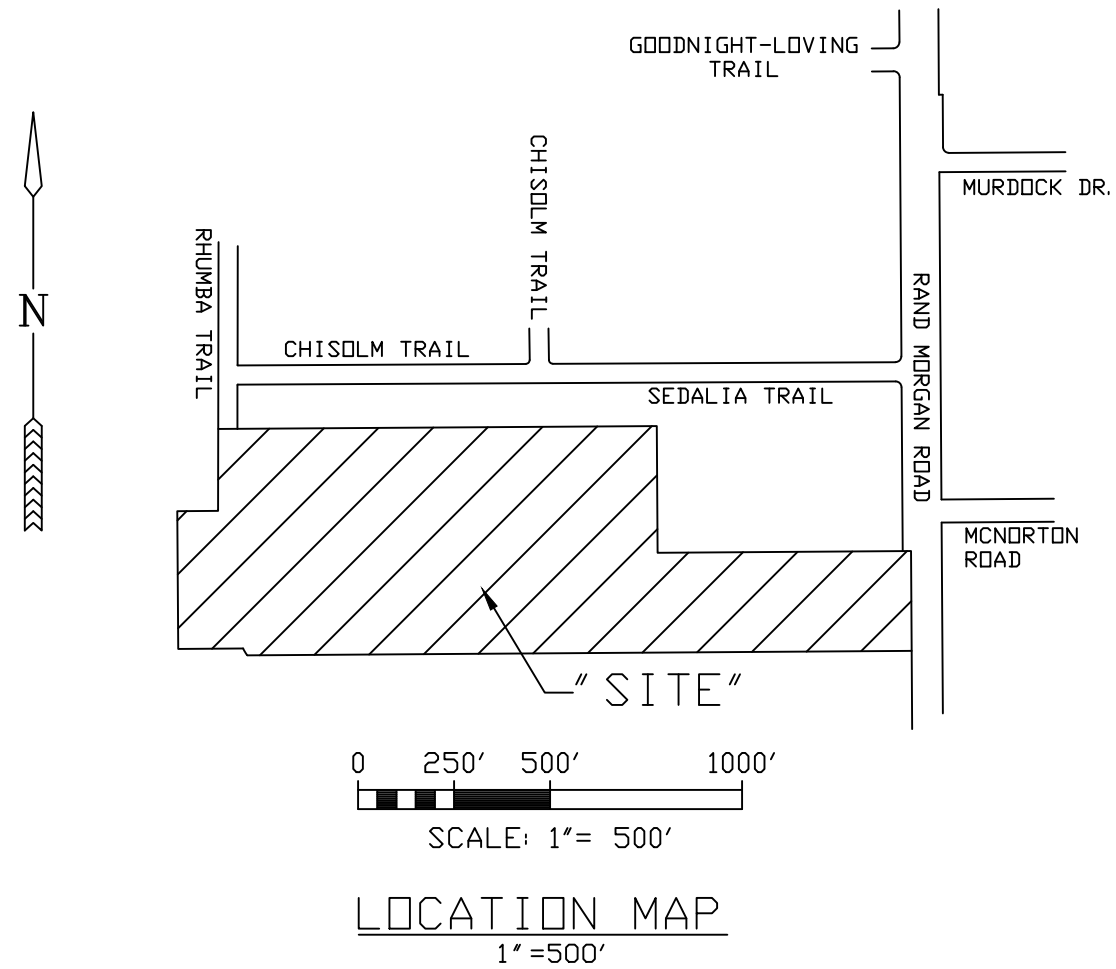 GOODNIGHT-LOVING
TRAIL
CHISOLM TRAIL
MURDOCK DR.
RHUMBA TRAIL
N
RAND MORGAN ROAD
CHISOLM TRAIL
SEDALIA TRAIL
MCNORTON
ROAD
"SITE"
0 250' 500' 1000'
SCALE: 1"= 500'
LOCATION MAP
1"=500'